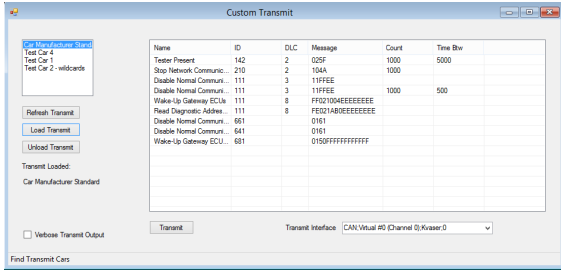 Custom Transmit
Car Manufacturer Stand
Test Car 4
Test Car 1
Test Car 2 - wildcards
Refresh Transmit
Load Transmit
Unload Transmit
Transmit Loaded:
Car Manufacturer Standard
Verbose Transmit Output
Name ID DLC Message Count Time Btw
Tester Present 142 2 025F 1000 5000
Stop Network Communic... 210 2 104A 1000
Disable Normal Communi... 111 3 11FFEE
Disable Normal Communi... 111 3 11FFEE 1000 500
Wake-Up Gateway ECUs 111 8 FF021004EEEEEEEE
Read Diagnostic Addres... 111 8 FE021AB0EEEEEEEE
Disable Normal Communi... 661 0161
Disable Normal Communi... 641 0161
Wake-Up Gateway ECU... 681 0150FFFFFFFFFFFF
Transmit
Transmit Interface CAN;Virtual #0 (Channel 0);Kvaser;0
Find Transmit Cars